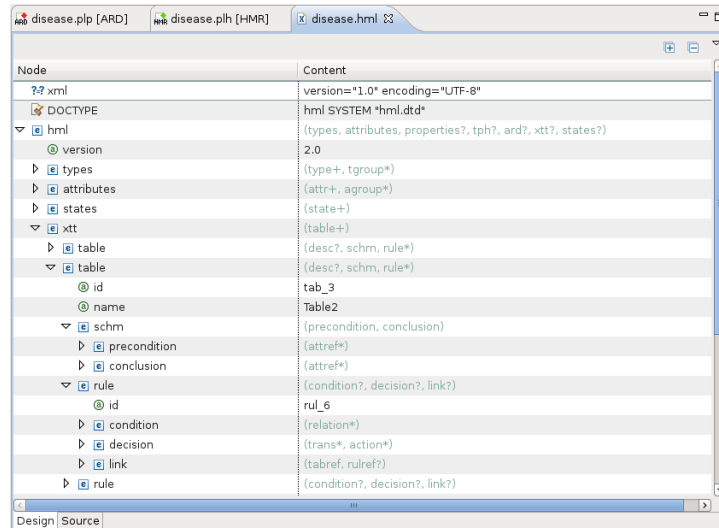 ARD disease.plp [ARD] HMR disease.plh [HMR] X disease.hml
Node Content
?-? xml version="1.0" encoding="UTF-8"
DOCTYPE hml SYSTEM "hml.dtd"
e hml (types, attributes, properties?, tph?, ard?, xtt?, states?)
a version 2.0
e types (type+, tgroup*)
e attributes (attr+, agroup*)
e states (state+)
e xtt (table+)
e table (desc?, schm, rule*)
e table (desc?, schm, rule*)
a id tab_3
a name Table2
e schm (precondition, conclusion)
e precondition (attref*)
e conclusion (attref*)
e rule (condition?, decision?, link?)
a id rul_6
e condition (relation*)
e decision (trans*, action*)
e link (tabref, rulref?)
e rule (condition?, decision?, link?)
Design Source